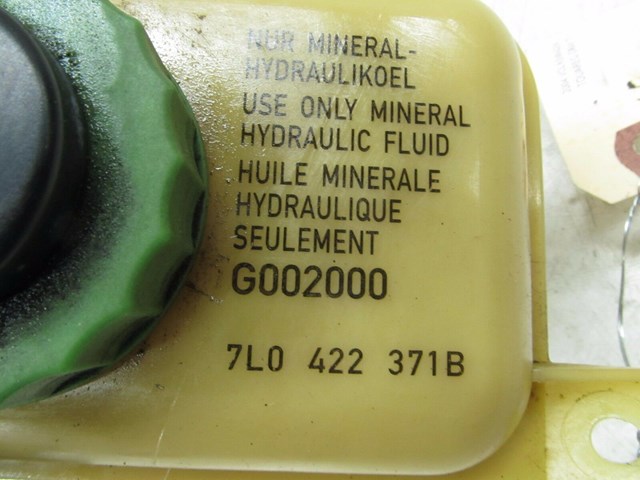 NUR MINERAL-
HYDRAULIKOEL
USE ONLY MINERAL
HYDRAULIC FLUID
HUILE MINERALE
HYDRAULIQUE
SEULEMENT
G002000
7L0 422 371B